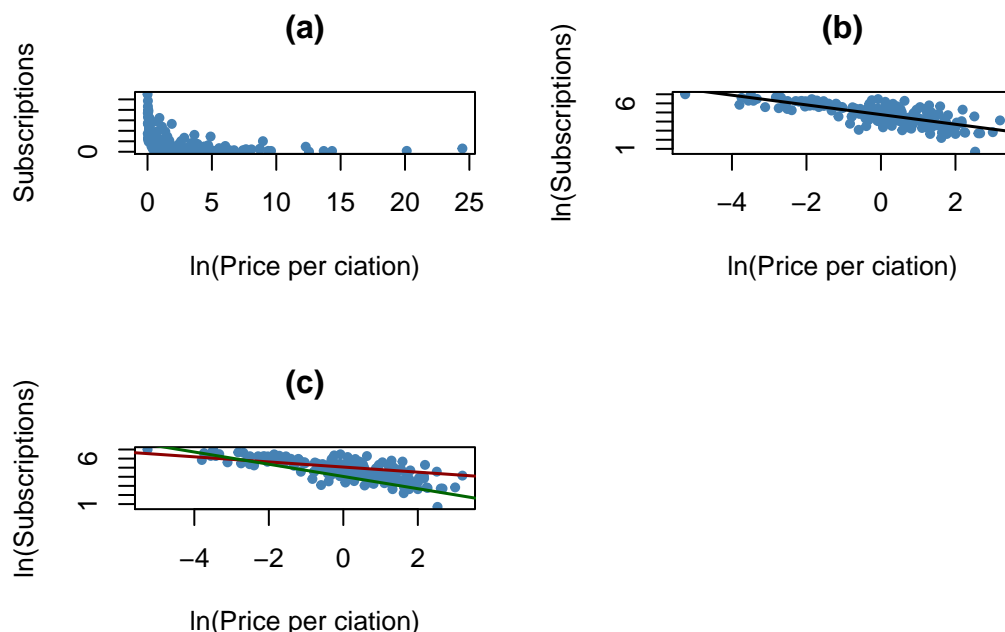 (a)
Subscriptions
0
0 5 10 15 20 25
ln(Price per ciation)
(b)
ln(Subscriptions)
6
1
−4 −2 0 2
ln(Price per ciation)
(c)
ln(Subscriptions)
6
1
−4 −2 0 2
ln(Price per ciation)